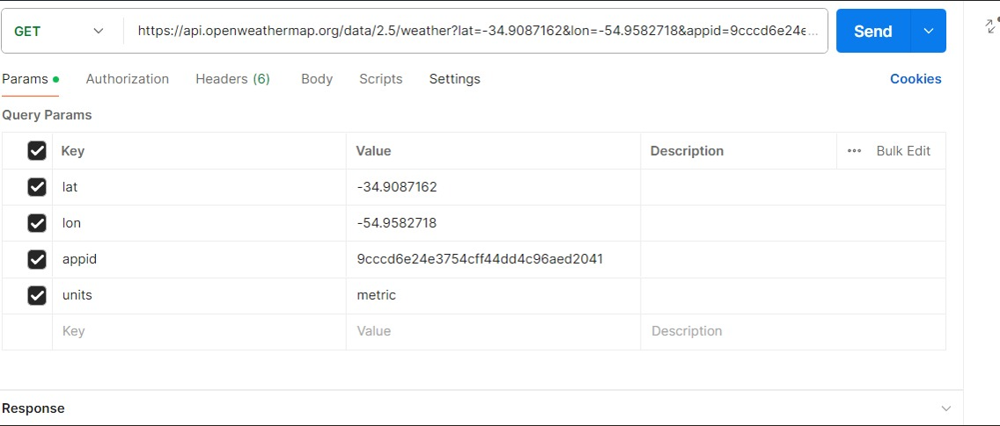 GET https://api.openweathermap.org/data/2.5/weather?lat=-34.9087162&lon=-54.9582718&appid=9cccd6e24e... Send
Params Authorization Headers (6) Body Scripts Settings Cookies
Query Params
Key Value Description Bulk Edit
lat -34.9087162
lon -54.9582718
appid 9cccd6e24e3754cff44dd4c96aed2041
units metric
Key Value Description
Response